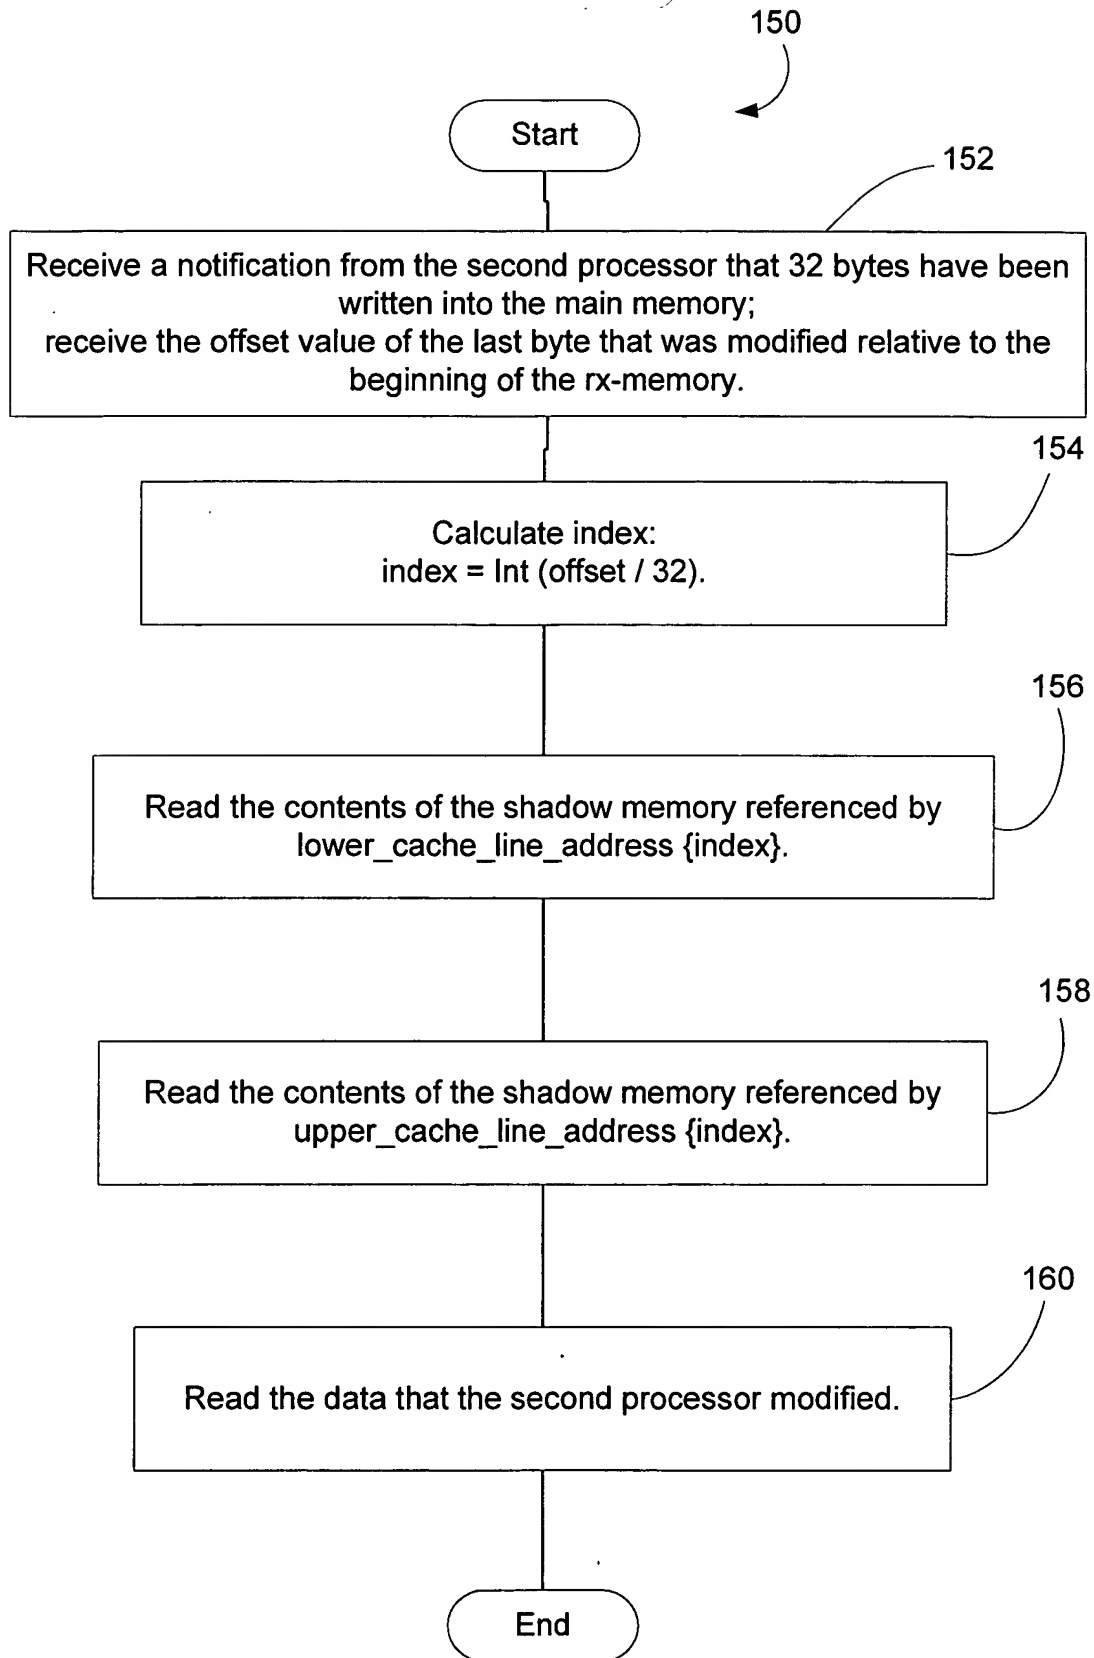 150
Start
152
Receive a notification from the second processor that 32 bytes have been
written into the main memory;
receive the offset value of the last byte that was modified relative to the
beginning of the rx-memory.
154
Calculate index:
index = Int (offset / 32).
156
Read the contents of the shadow memory referenced by
lower_cache_line_address {index}.
158
Read the contents of the shadow memory referenced by
upper_cache_line_address {index}.
160
Read the data that the second processor modified.
End